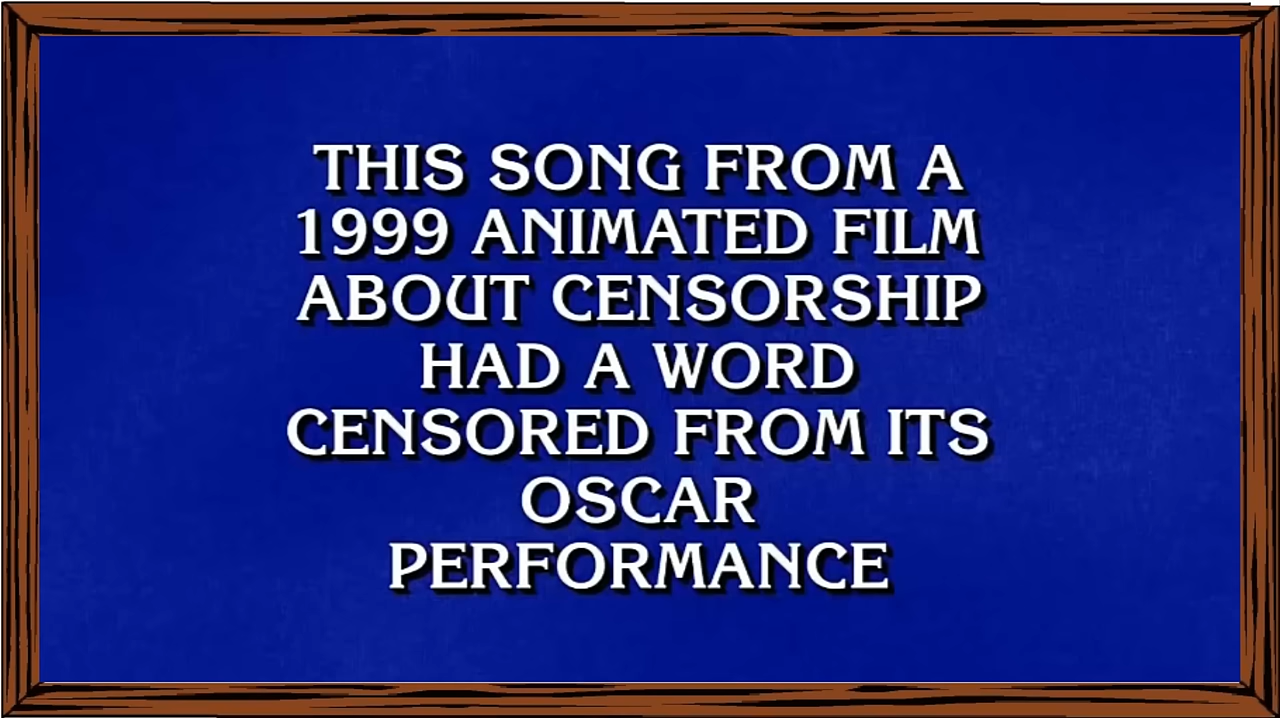 THIS SONG FROM A
1999 ANIMATED FILM
ABOUT CENSORSHIP
HAD A WORD
CENSORED FROM ITS
OSCAR
PERFORMANCE